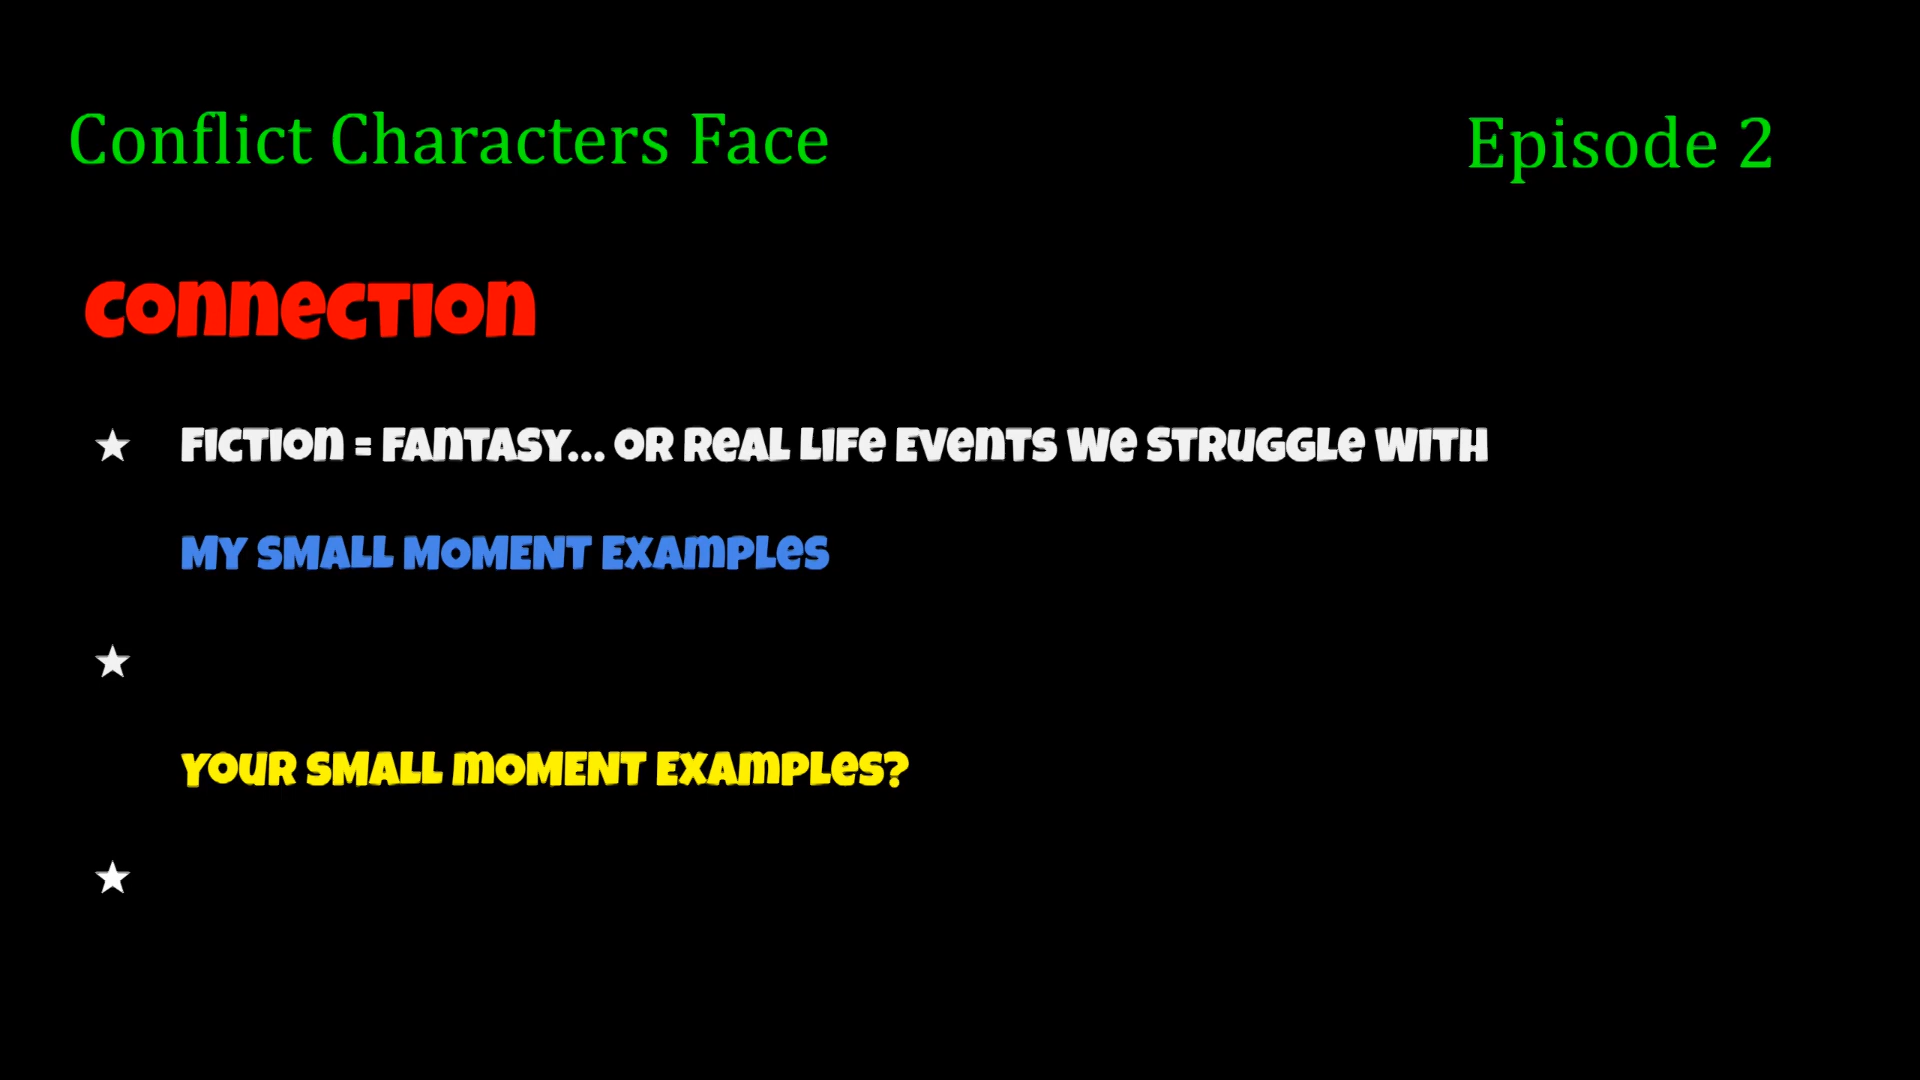 Conflict Characters Face
Episode 2
Connection
★ Fiction = Fantasy... or Real Life Events We Struggle With
My Small Moment Examples
★
Your Small Moment Examples?
★